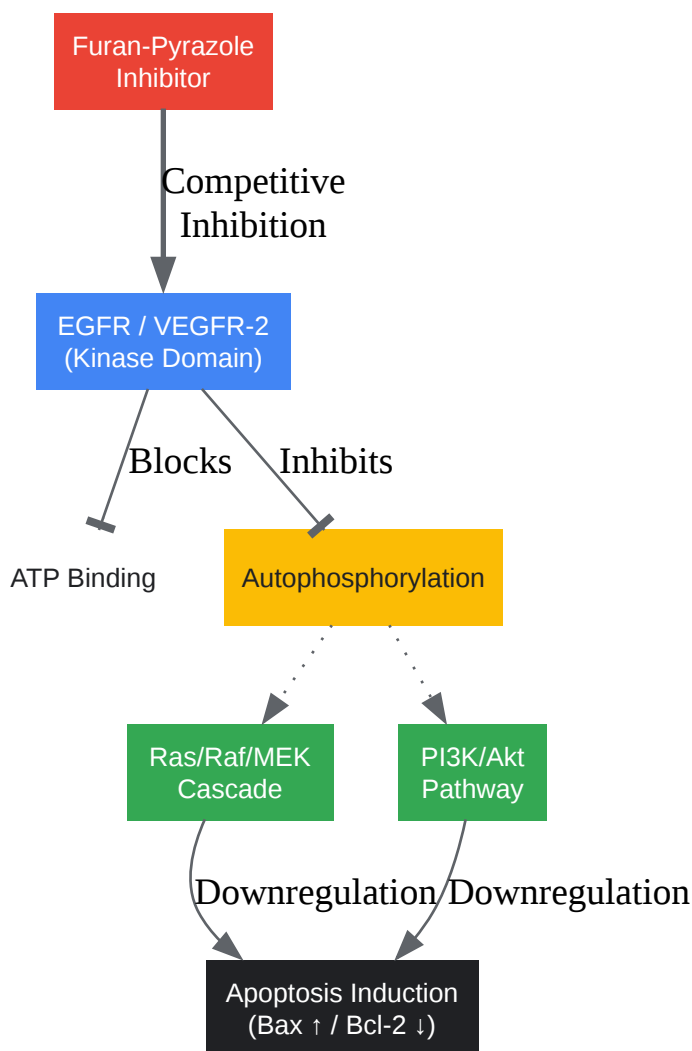 Furan-Pyrazole
Inhibitor
Competitive
Inhibition
EGFR / VEGFR-2
(Kinase Domain)
Blocks
Inhibits
ATP Binding
Autophosphorylation
Ras/Raf/MEK
Cascade
PI3K/Akt
Pathway
Downregulation
Downregulation
Apoptosis Induction
(Bax ↑ / Bcl-2 ↓)